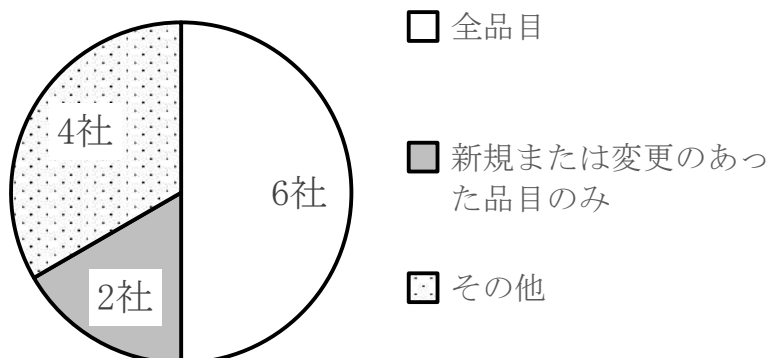 全品目
4社
6社
新規または変更のあっ
た品目のみ
2社
その他